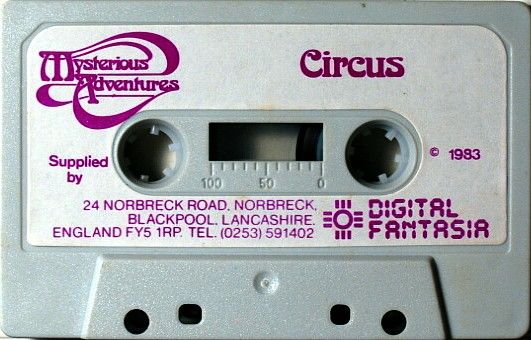 Mysterious
Adventures
Circus
Supplied
by
© 1983
100 50 0
24 NORBRECK ROAD, NORBRECK,
BLACKPOOL, LANCASHIRE,
ENGLAND FY5 1RP. TEL. (0253) 591402
DIGITAL
FANTASIA